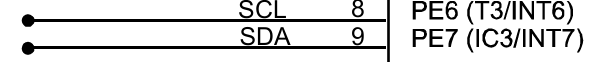 SCL 8 PE6 (T3/INT6)
SDA 9 PE7 (IC3/INT7)